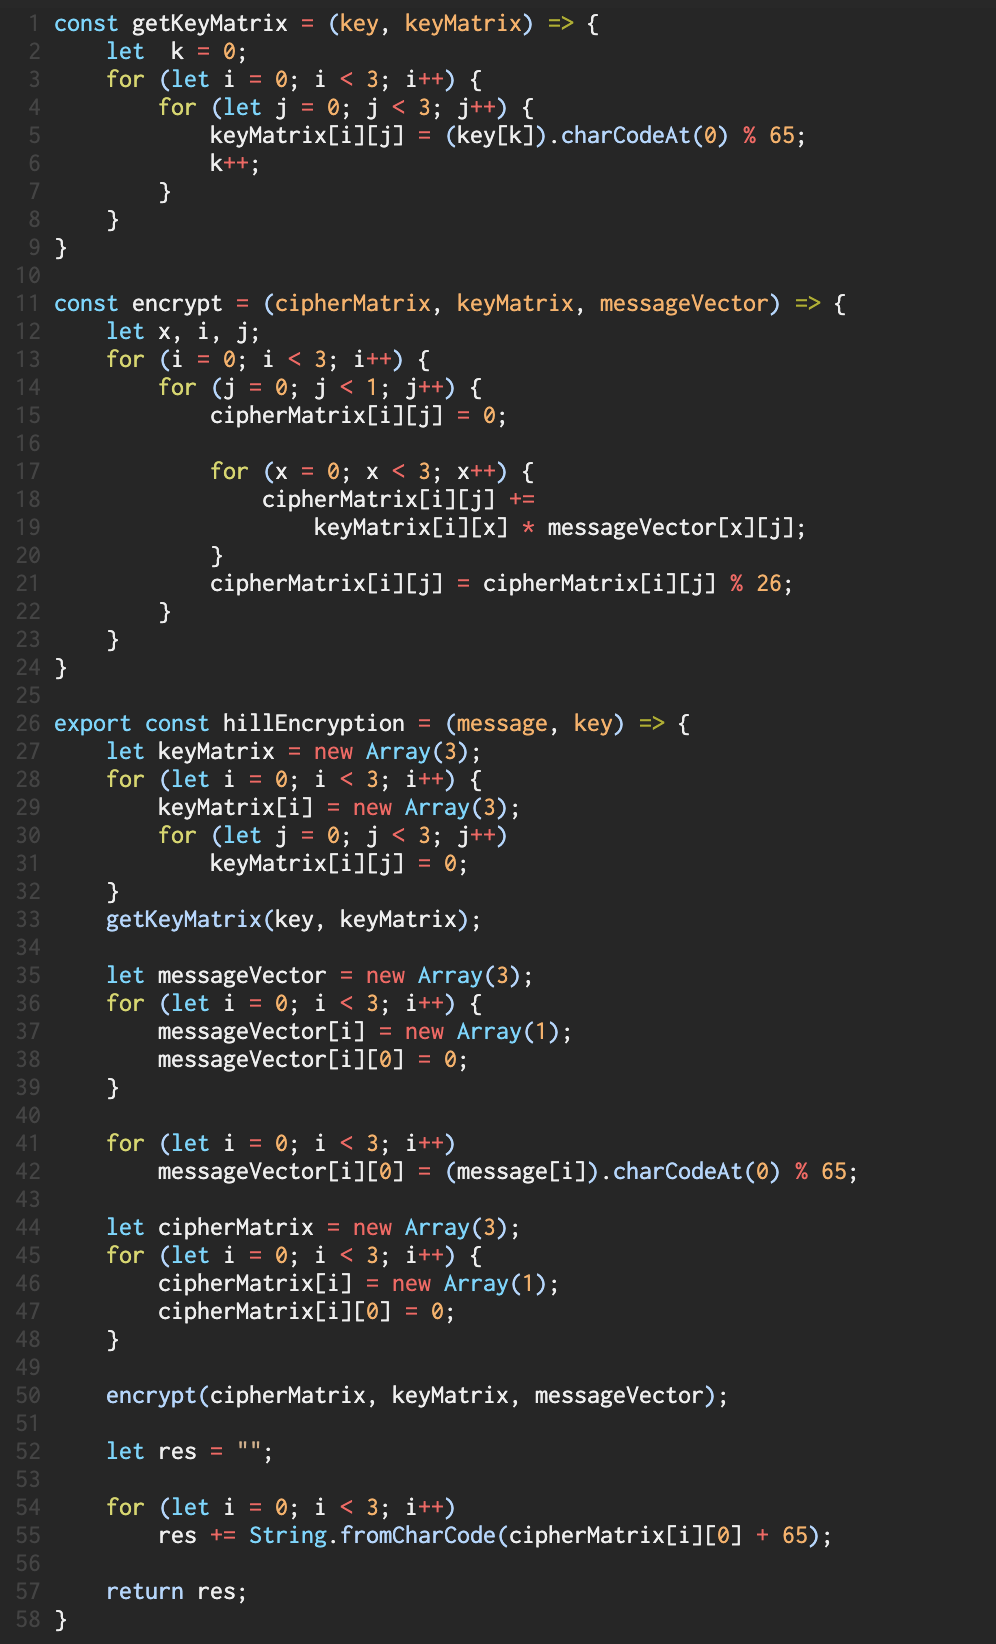 1 const getKeyMatrix = (key, keyMatrix) => {
2     let  k = 0;
3     for (let i = 0; i < 3; i++) {
4         for (let j = 0; j < 3; j++) {
5             keyMatrix[i][j] = (key[k]).charCodeAt(0) % 65;
6             k++;
7         }
8     }
9 }
10
11 const encrypt = (cipherMatrix, keyMatrix, messageVector) => {
12     let x, i, j;
13     for (i = 0; i < 3; i++) {
14         for (j = 0; j < 1; j++) {
15             cipherMatrix[i][j] = 0;
16
17             for (x = 0; x < 3; x++) {
18                 cipherMatrix[i][j] +=
19                     keyMatrix[i][x] * messageVector[x][j];
20             }
21             cipherMatrix[i][j] = cipherMatrix[i][j] % 26;
22         }
23     }
24 }
25
26 export const hillEncryption = (message, key) => {
27     let keyMatrix = new Array(3);
28     for (let i = 0; i < 3; i++) {
29         keyMatrix[i] = new Array(3);
30         for (let j = 0; j < 3; j++)
31             keyMatrix[i][j] = 0;
32     }
33     getKeyMatrix(key, keyMatrix);
34
35     let messageVector = new Array(3);
36     for (let i = 0; i < 3; i++) {
37         messageVector[i] = new Array(1);
38         messageVector[i][0] = 0;
39     }
40
41     for (let i = 0; i < 3; i++)
42         messageVector[i][0] = (message[i]).charCodeAt(0) % 65;
43
44     let cipherMatrix = new Array(3);
45     for (let i = 0; i < 3; i++) {
46         cipherMatrix[i] = new Array(1);
47         cipherMatrix[i][0] = 0;
48     }
49
50     encrypt(cipherMatrix, keyMatrix, messageVector);
51
52     let res = "";
53
54     for (let i = 0; i < 3; i++)
55         res += String.fromCharCode(cipherMatrix[i][0] + 65);
56
57     return res;
58 }